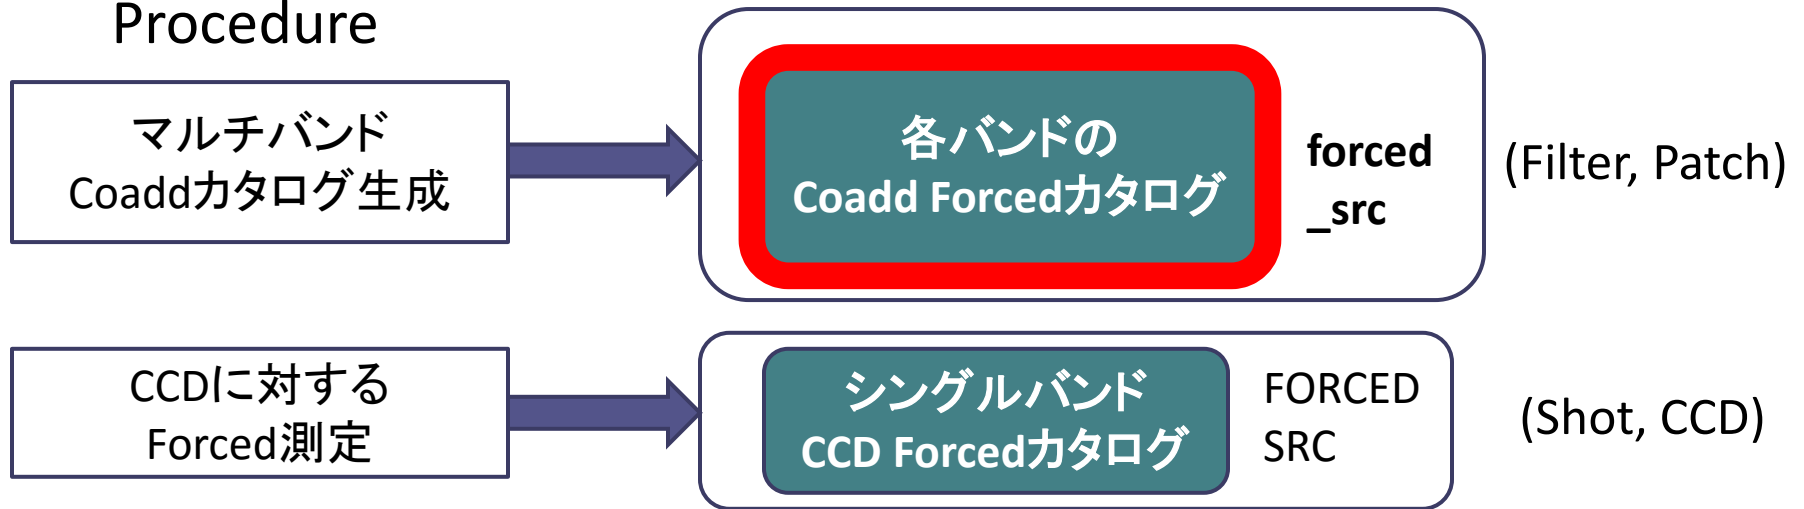 Procedure
マルチバンド
Coaddカタログ生成
各バンドの
Coadd Forcedカタログ
forced
_src
(Filter, Patch)
CCDに対する
Forced測定
シングルバンド
CCD Forcedカタログ
FORCED
SRC
(Shot, CCD)